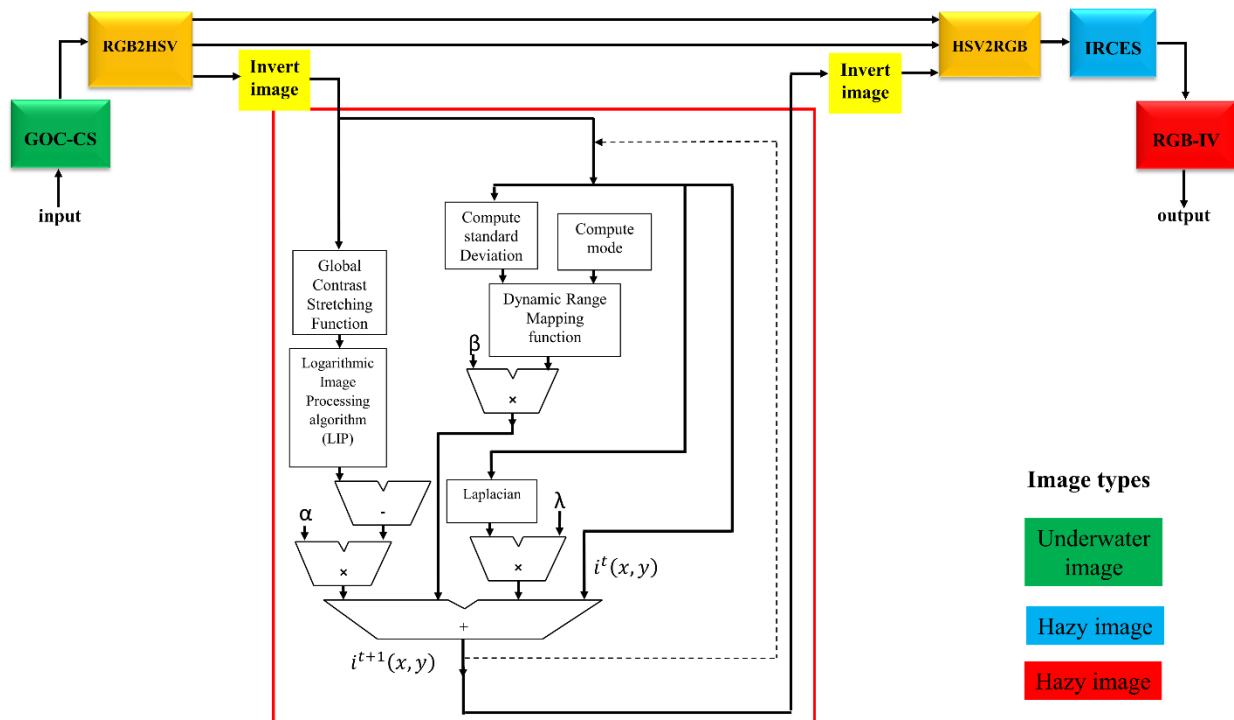 RGB2HSV
HSV2RGB
IRCES
Invert
image
Invert
image
GOC-CS
RGB-IV
input
output
Compute
standard
Deviation
Compute
mode
Global
Contrast
Stretching
Function
Dynamic Range
Mapping
function
β
Logarithmic
Image
Processing
algorithm
(LIP)
×
Laplacian
λ
-
α
×
×
i^t(x, y)
+
i^{t+1}(x, y)
Image types
Underwater
image
Hazy image
Hazy image